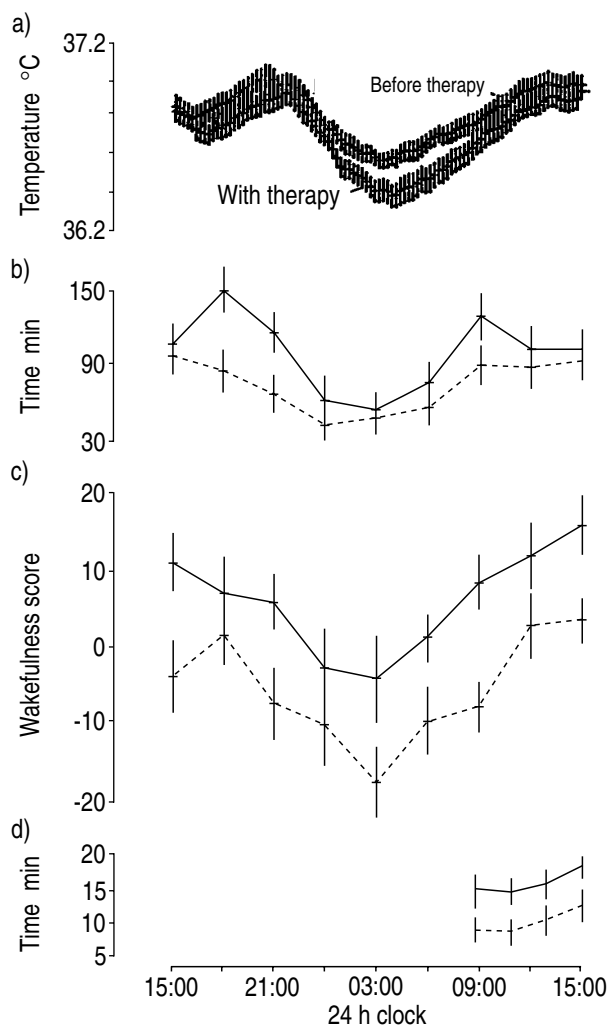 a)
37.2
Temperature °C
Before therapy
With therapy
36.2
b)
150
Time min
90
30
c)
20
10
Wakefulness score
0
-10
-20
d)
20
Time min
15
10
5
15:00 21:00 03:00 09:00 15:00
24 h clock